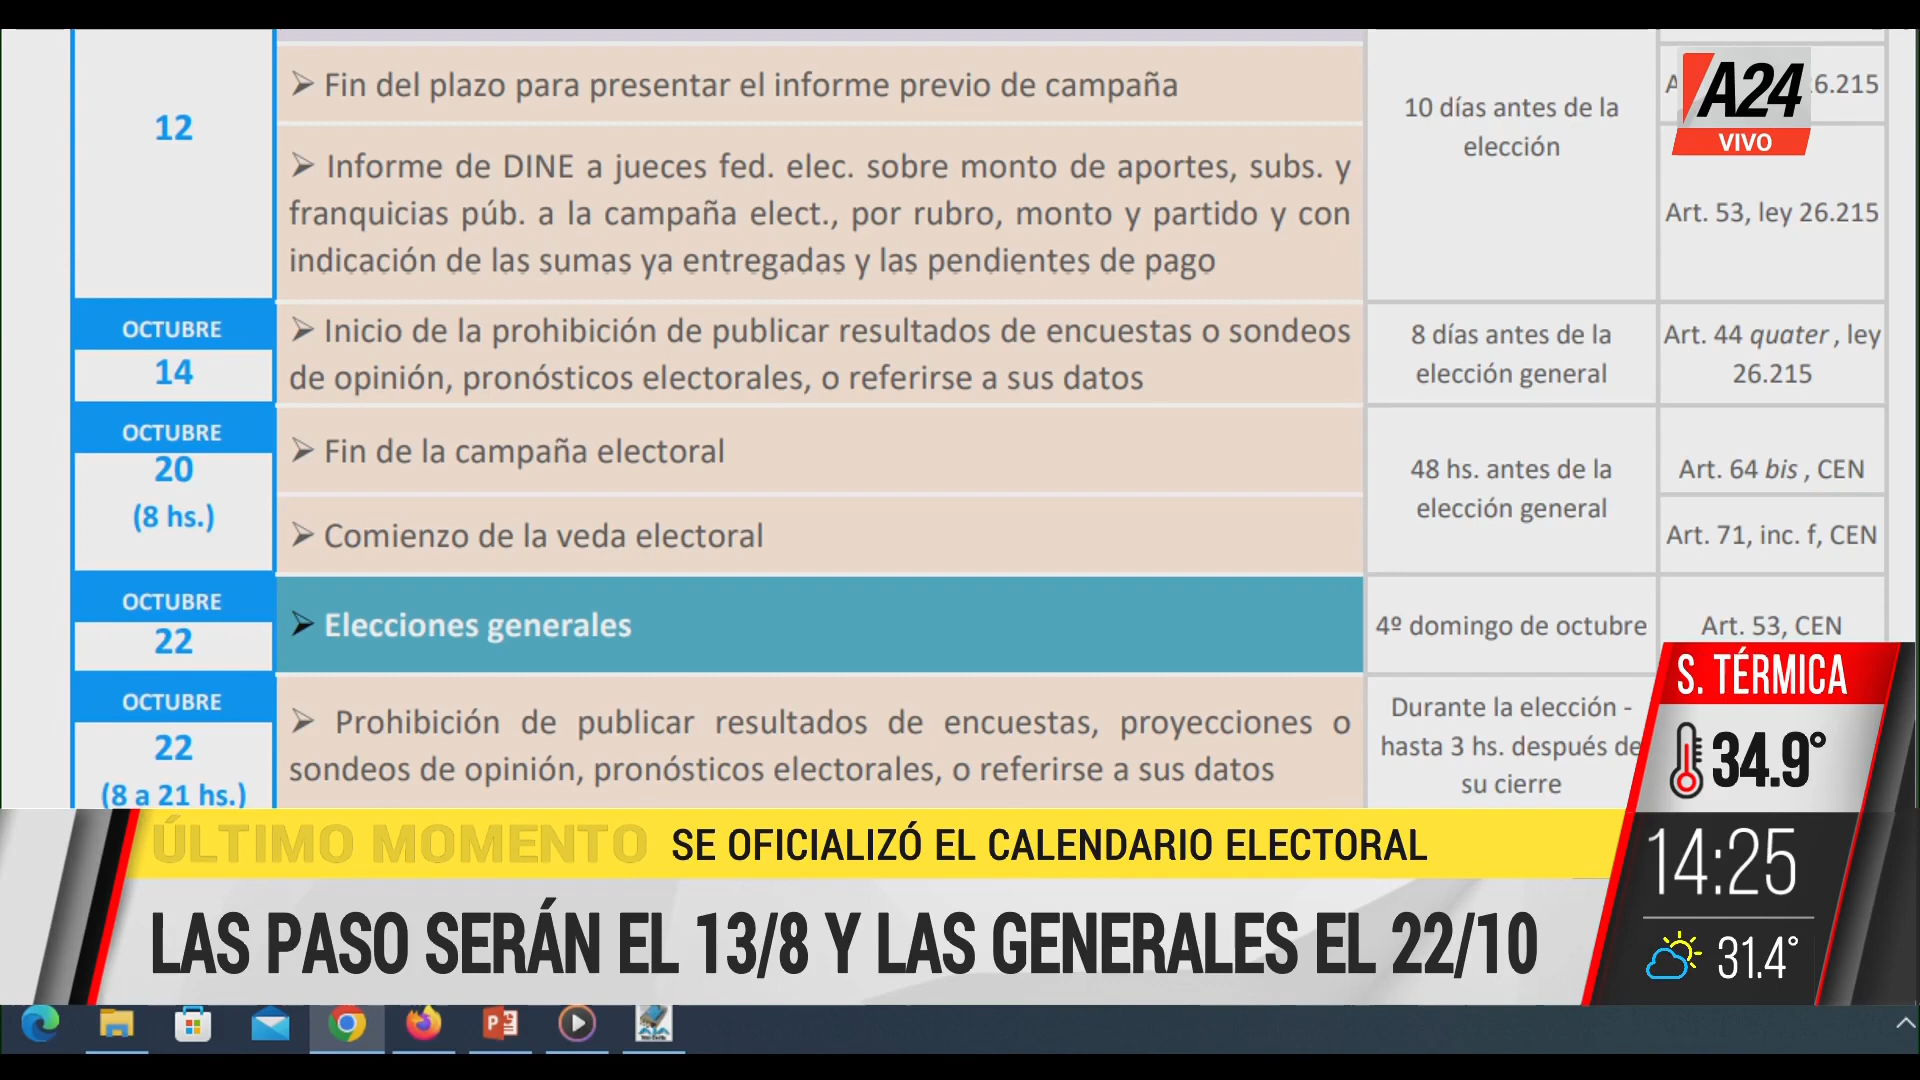 12
➢ Fin del plazo para presentar el informe previo de campaña
10 días antes de la
elección
6.215
A24
VIVO
➢ Informe de DINE a jueces fed. elec. sobre monto de aportes, subs. y
franquicias púb. a la campaña elect., por rubro, monto y partido y con
indicación de las sumas ya entregadas y las pendientes de pago
Art. 53, ley 26.215
OCTUBRE
14
➢ Inicio de la prohibición de publicar resultados de encuestas o sondeos
de opinión, pronósticos electorales, o referirse a sus datos
8 días antes de la
elección general
Art. 44 quater , ley
26.215
OCTUBRE
20
(8 hs.)
➢ Fin de la campaña electoral
➢ Comienzo de la veda electoral
48 hs. antes de la
elección general
Art. 64 bis , CEN
Art. 71, inc. f, CEN
OCTUBRE
22
➢ Elecciones generales
4º domingo de octubre
Art. 53, CEN
OCTUBRE
22
(8 a 21 hs.)
➢ Prohibición de publicar resultados de encuestas, proyecciones o
sondeos de opinión, pronósticos electorales, o referirse a sus datos
Durante la elección -
hasta 3 hs. después de
su cierre
S. TÉRMICA
34.9°
14:25
31.4°
ÚLTIMO MOMENTO SE OFICIALIZÓ EL CALENDARIO ELECTORAL
LAS PASO SERÁN EL 13/8 Y LAS GENERALES EL 22/10